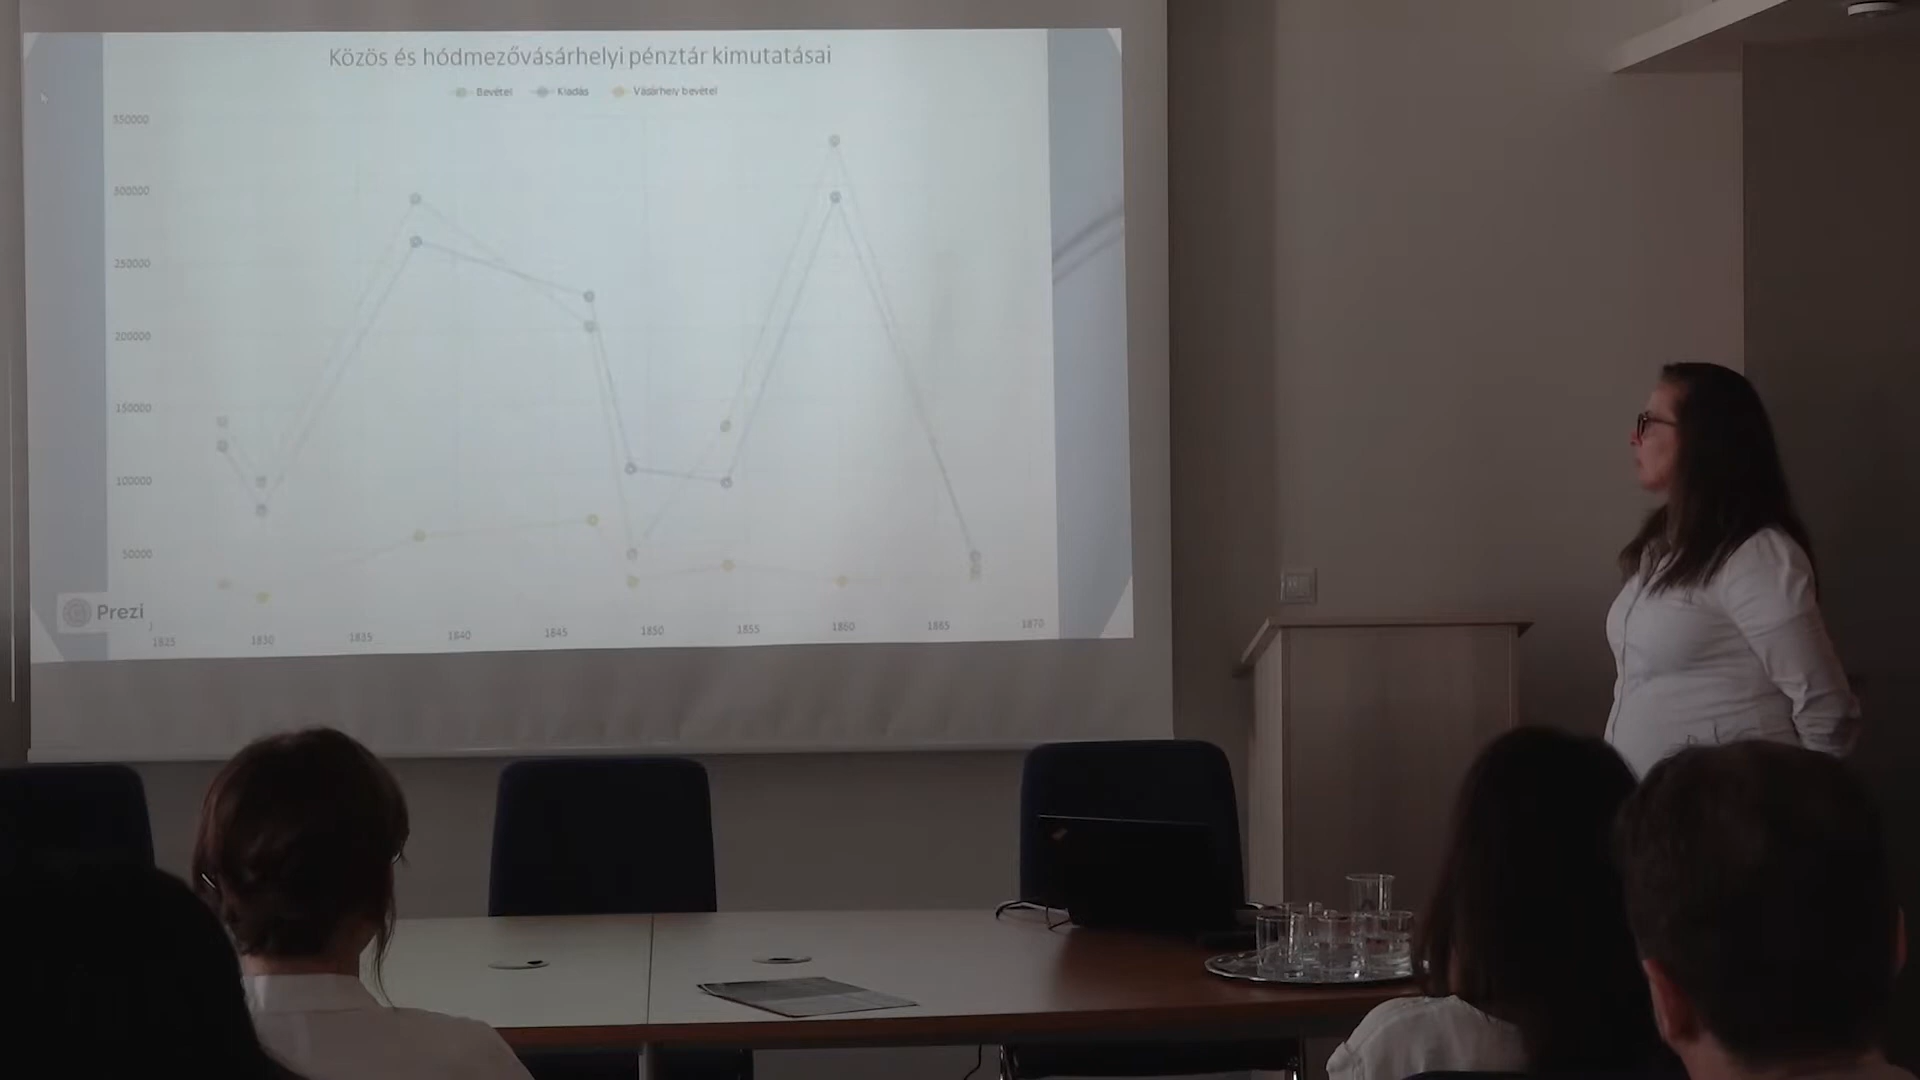 Közös és hódmezővásárhelyi pénztár kimutatásai
Bevétel Kiadás Vásárhely bevétel
350000
300000
250000
200000
150000
100000
50000
Prezi
1825 1830 1835 1840 1845 1850 1855 1860 1865 1870